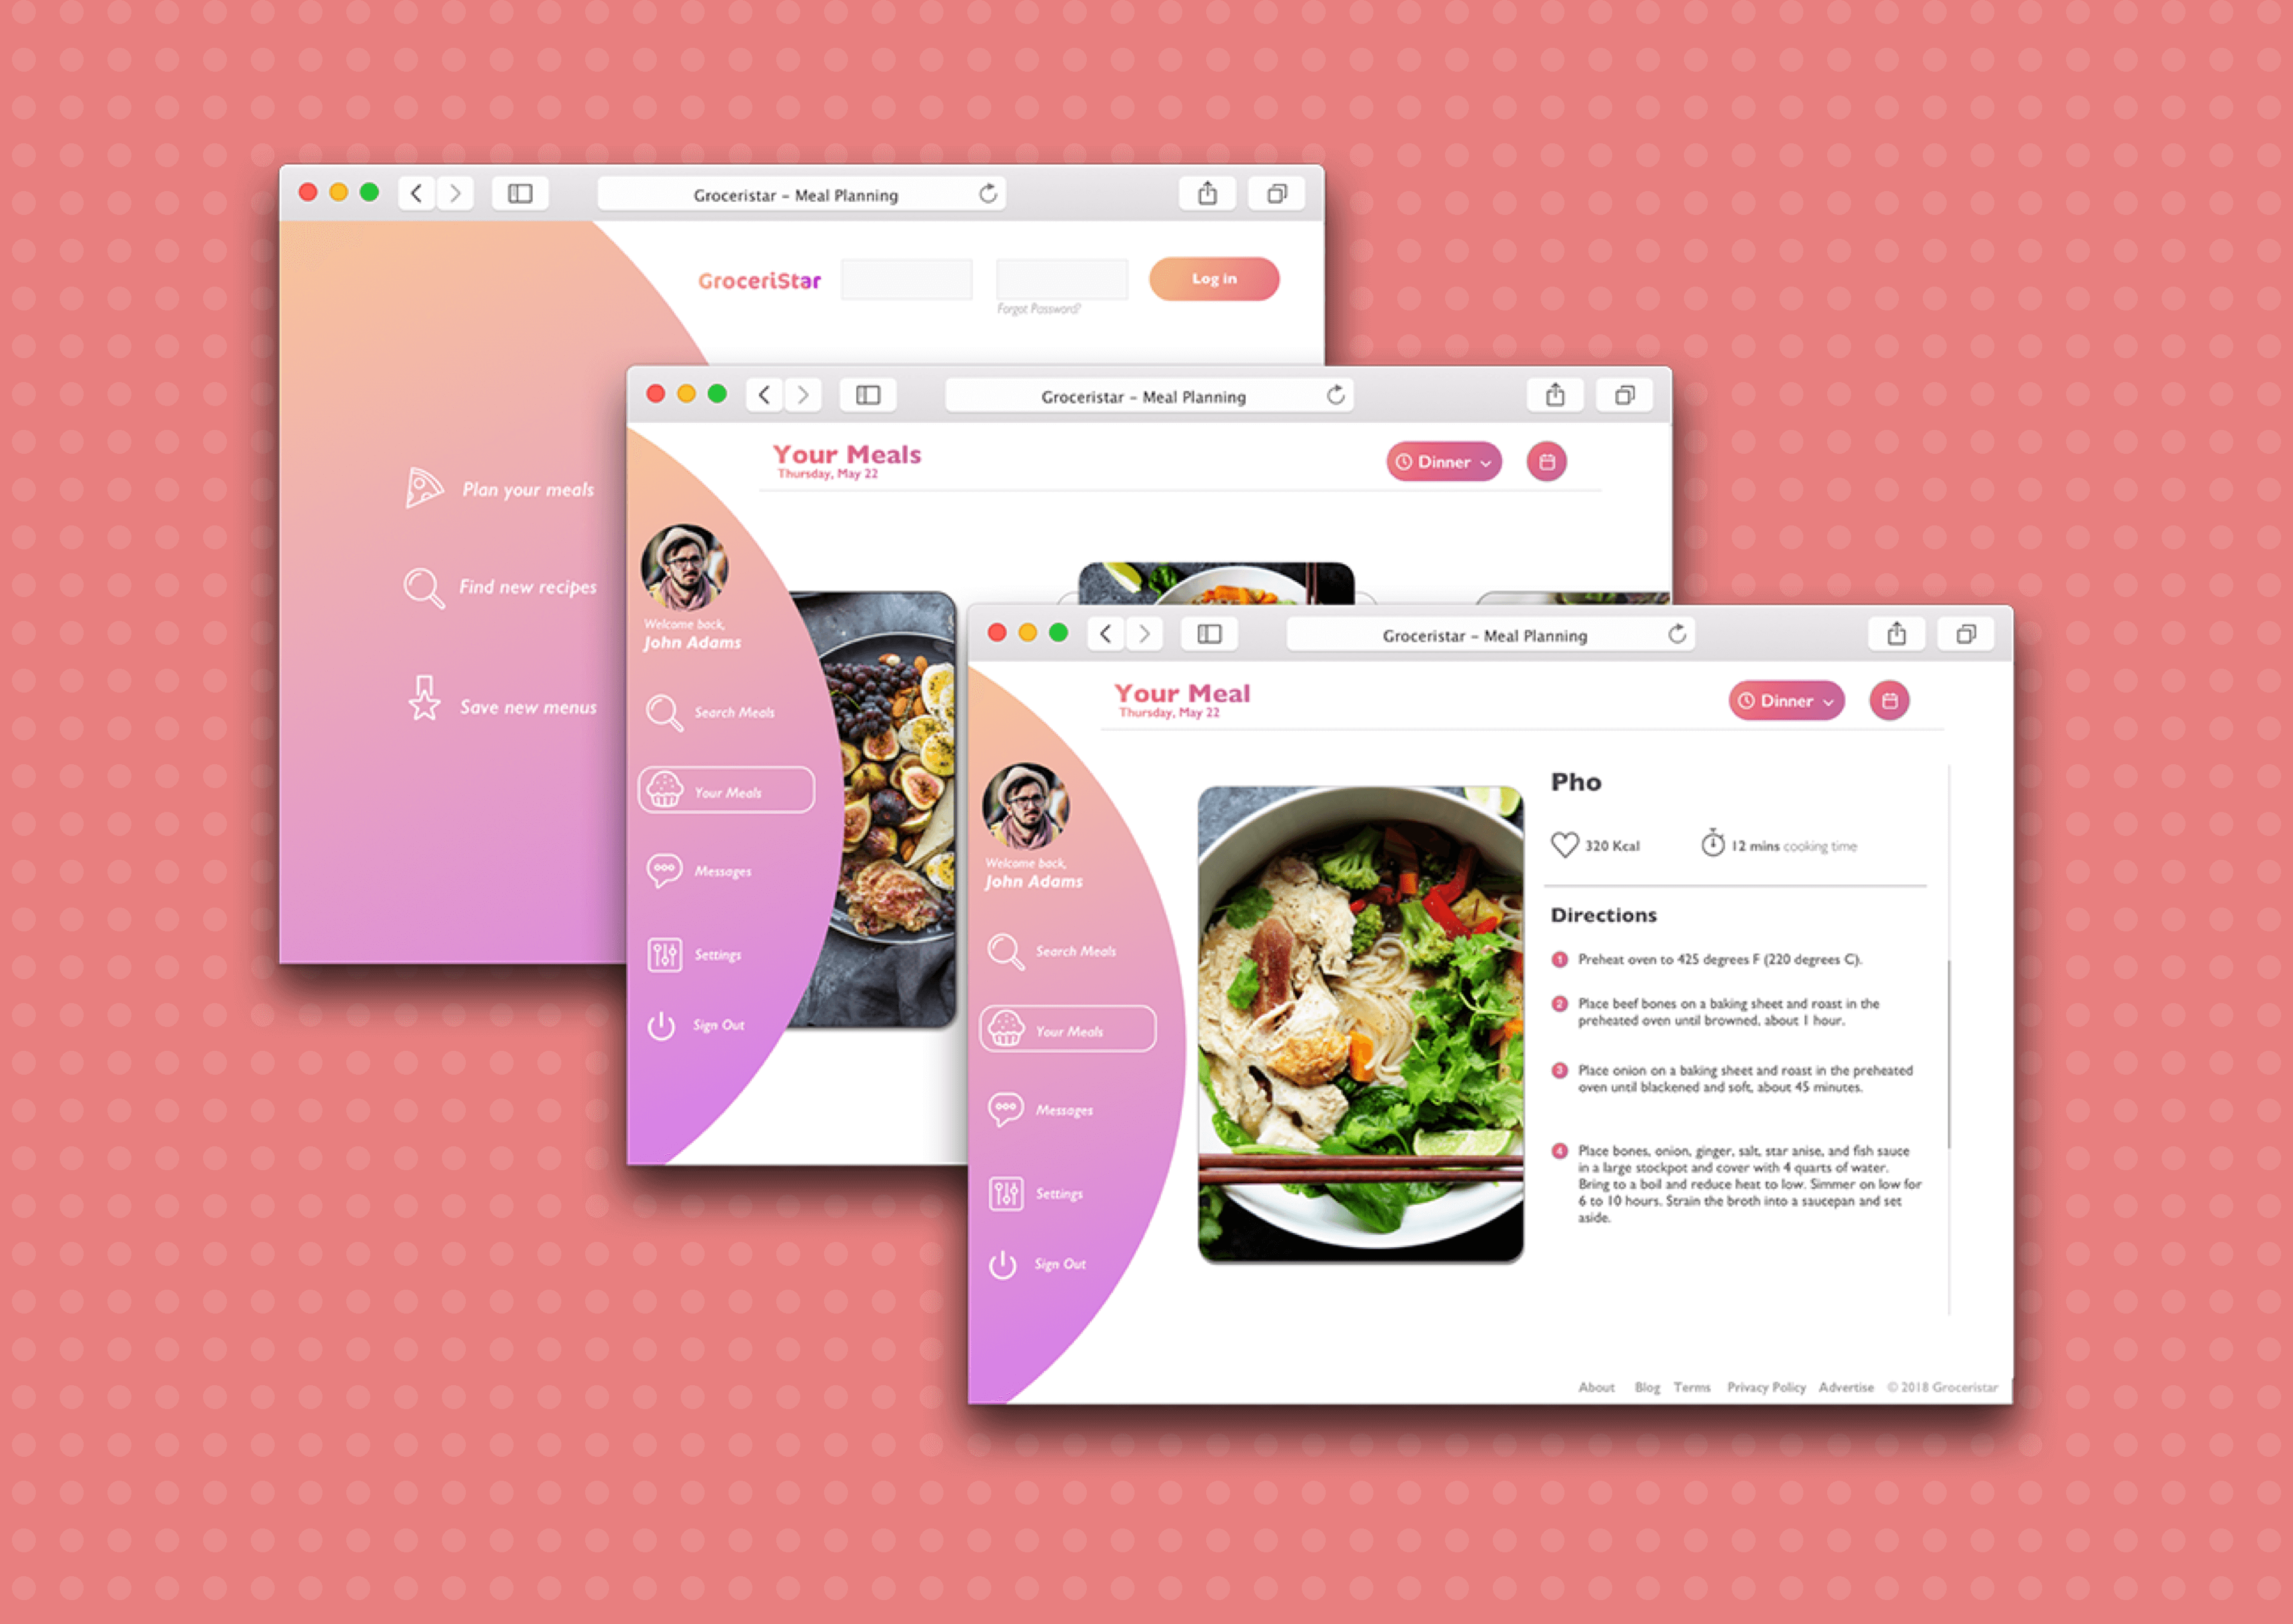 Groceristar – Meal Planning
GroceriStar
Log in
Forgot Password?
Plan your meals
Find new recipes
Save new menus
Groceristar – Meal Planning
Your Meals
Thursday, May 22
Dinner
Welcome back,
John Adams
Search Meals
Your Meals
Messages
Settings
Sign Out
Groceristar – Meal Planning
Your Meal
Thursday, May 22
Dinner
Welcome back,
John Adams
Search Meals
Your Meals
Messages
Settings
Sign Out
Pho
320 Kcal
12 mins cooking time
Directions
1 Preheat oven to 425 degrees F (220 degrees C).
2 Place beef bones on a baking sheet and roast in the
preheated oven until browned, about 1 hour.
3 Place onion on a baking sheet and roast in the preheated
oven until blackened and soft, about 45 minutes.
4 Place bones, onion, ginger, salt, star anise, and fish sauce
in a large stockpot and cover with 4 quarts of water.
Bring to a boil and reduce heat to low. Simmer on low for
6 to 10 hours. Strain the broth into a saucepan and set
aside.
About Blog Terms Privacy Policy Advertise © 2018 Groceristar